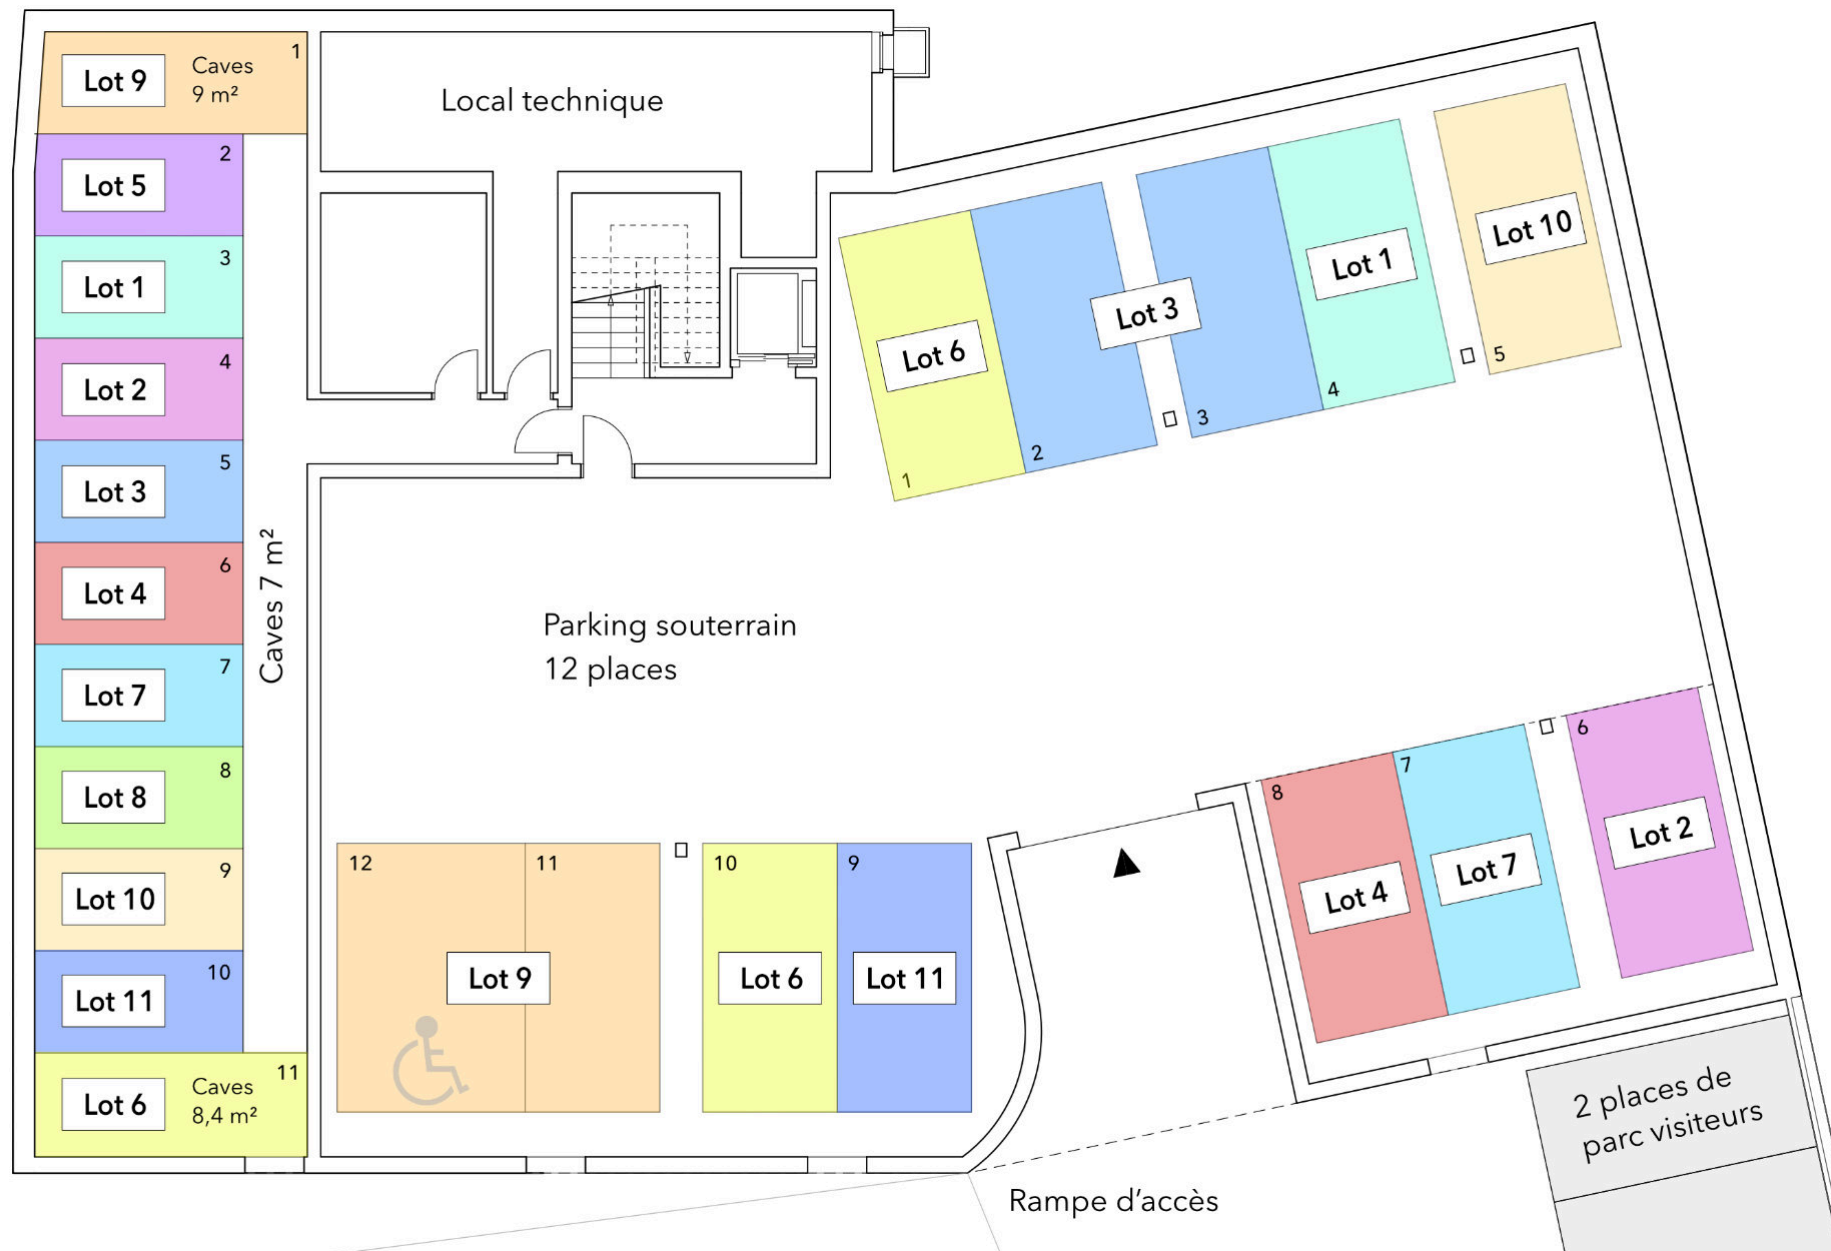 Lot 9
Caves
9 m²
1
Lot 5
2
Lot 1
3
Lot 2
4
Lot 3
5
Lot 4
6
Lot 7
7
Lot 8
8
Lot 10
9
Lot 11
10
Lot 6
Caves
8,4 m²
11
Caves 7 m²
Local technique
Parking souterrain
12 places
Lot 6
1
2
Lot 3
3
Lot 1
4
Lot 10
5
6
Lot 2
7
Lot 7
8
Lot 4
12
11
Lot 9
10
Lot 6
9
Lot 11
Rampe d’accès
2 places de
parc visiteurs